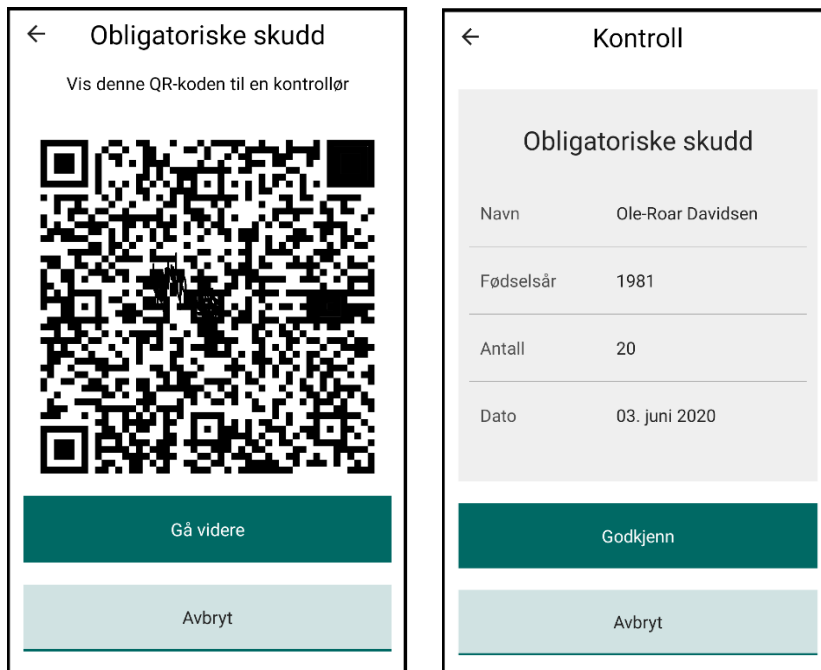 Obligatoriske skudd
Vis denne QR-koden til en kontrollør
Gå videre
Avbryt
Kontroll
Obligatoriske skudd
Navn Ole-Roar Davidsen
Fødselsår 1981
Antall 20
Dato 03. juni 2020
Godkjenn
Avbryt